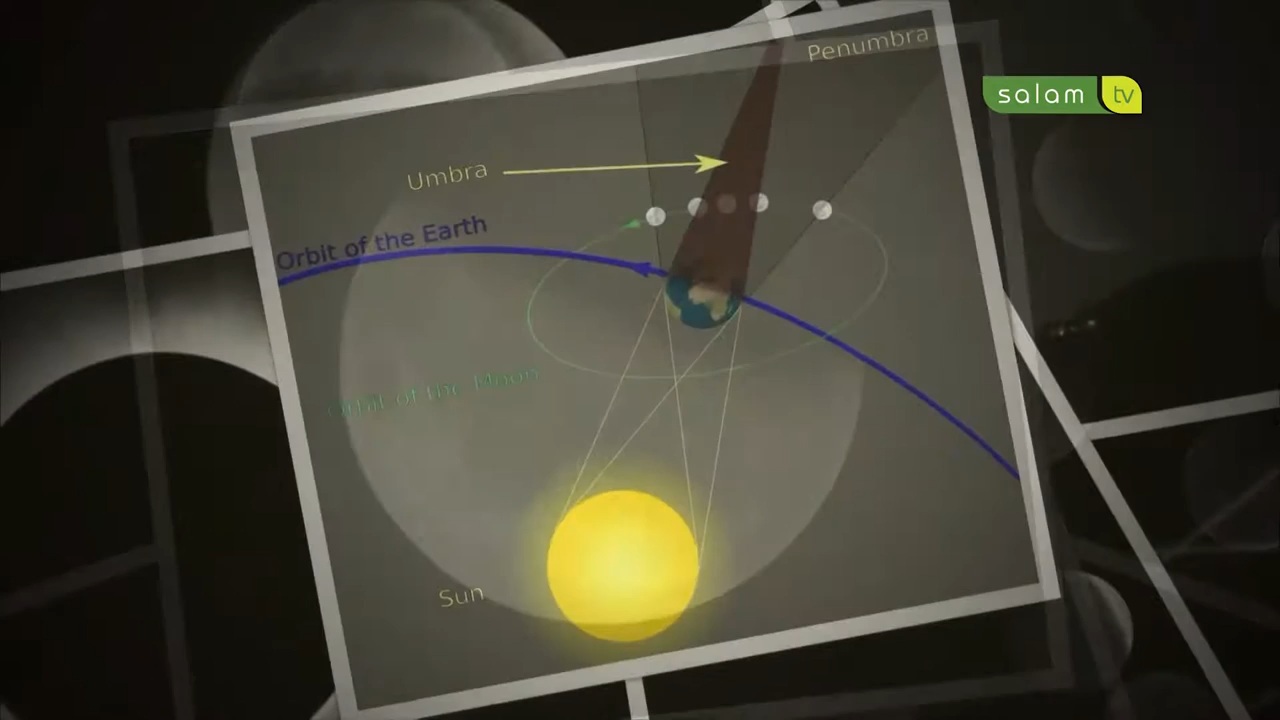 Penumbra
salam tv
Umbra
Orbit of the Earth
Orbit of the Moon
Sun